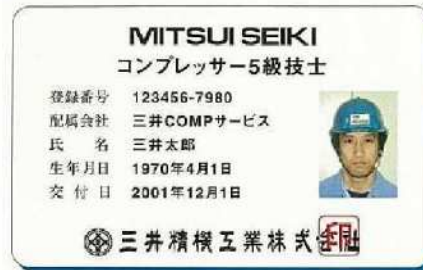 MITSUI SEIKI
コンプレッサー5級技士
登録番号 123456-7980
配属会社 三井COMPサービス
氏 名 三井太郎
生年月日 1970年4月1日
交付日 2001年12月1日
三井精機工業株式会社
印